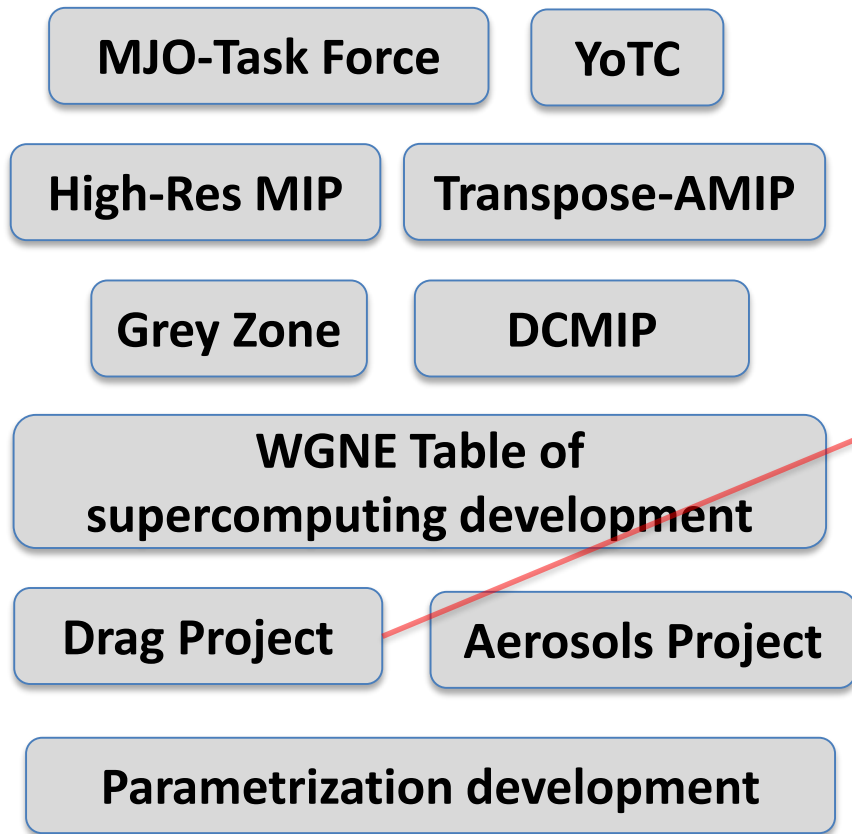 MJO-Task Force
YoTC
High-Res MIP
Transpose-AMIP
Grey Zone
DCMIP
WGNE Table of
supercomputing development
Drag Project
Aerosols Project
Parametrization development